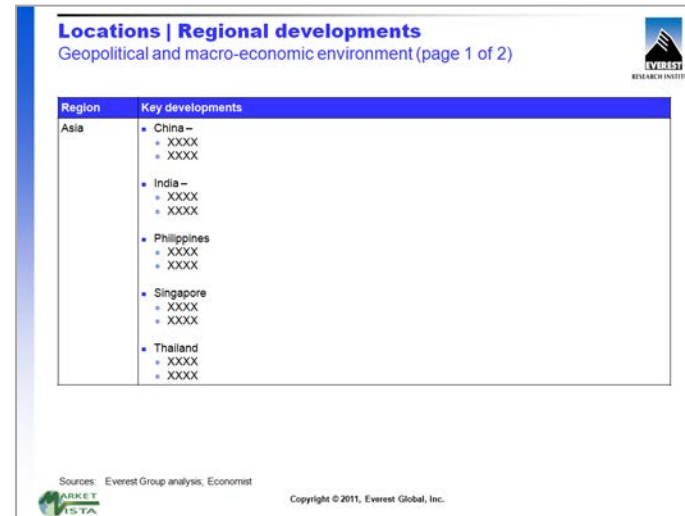 Locations | Regional developments
Geopolitical and macro-economic environment (page 1 of 2)
EVEREST
RESEARCH INSTIT
Region Key developments
Asia
China –
XXXX
XXXX
India –
XXXX
XXXX
Philippines
XXXX
XXXX
Singapore
XXXX
XXXX
Thailand
XXXX
XXXX
Sources: Everest Group analysis; Economist
MARKET
VISTA
Copyright © 2011, Everest Global, Inc.